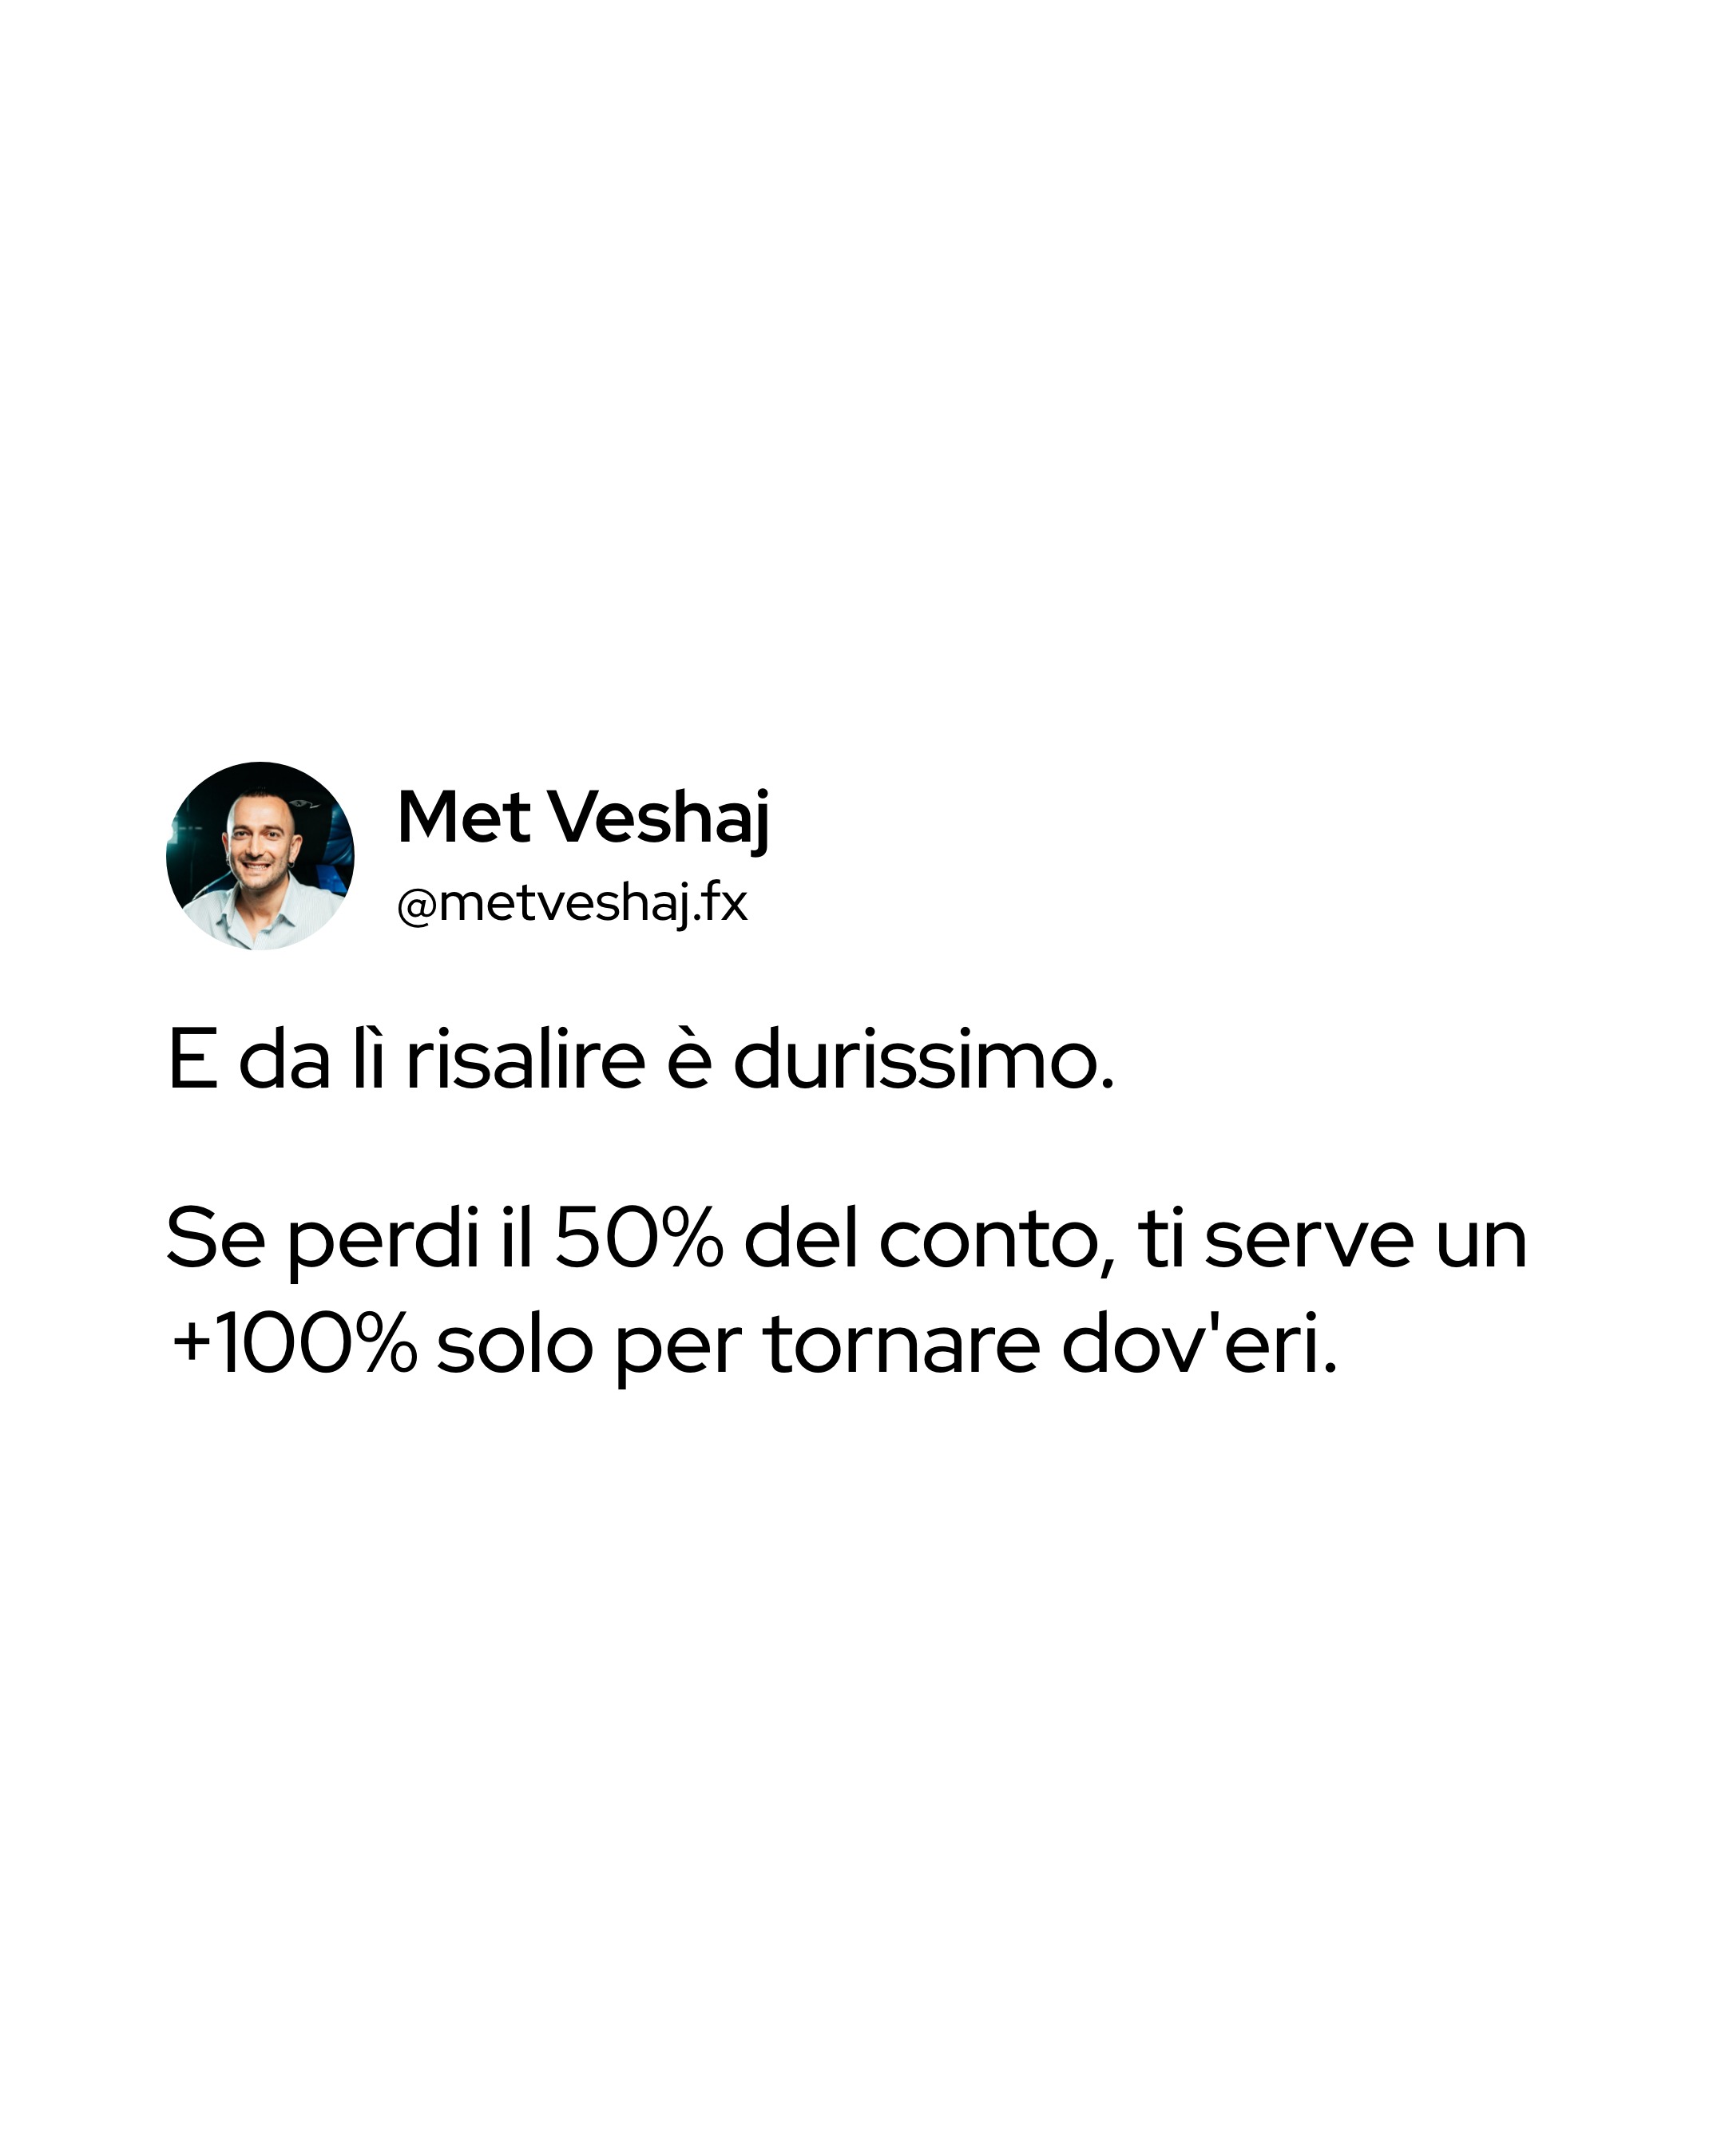 Met Veshaj
@metveshaj.fx
E da lì risalire è durissimo.
Se perdi il 50% del conto, ti serve un
+100% solo per tornare dov'eri.